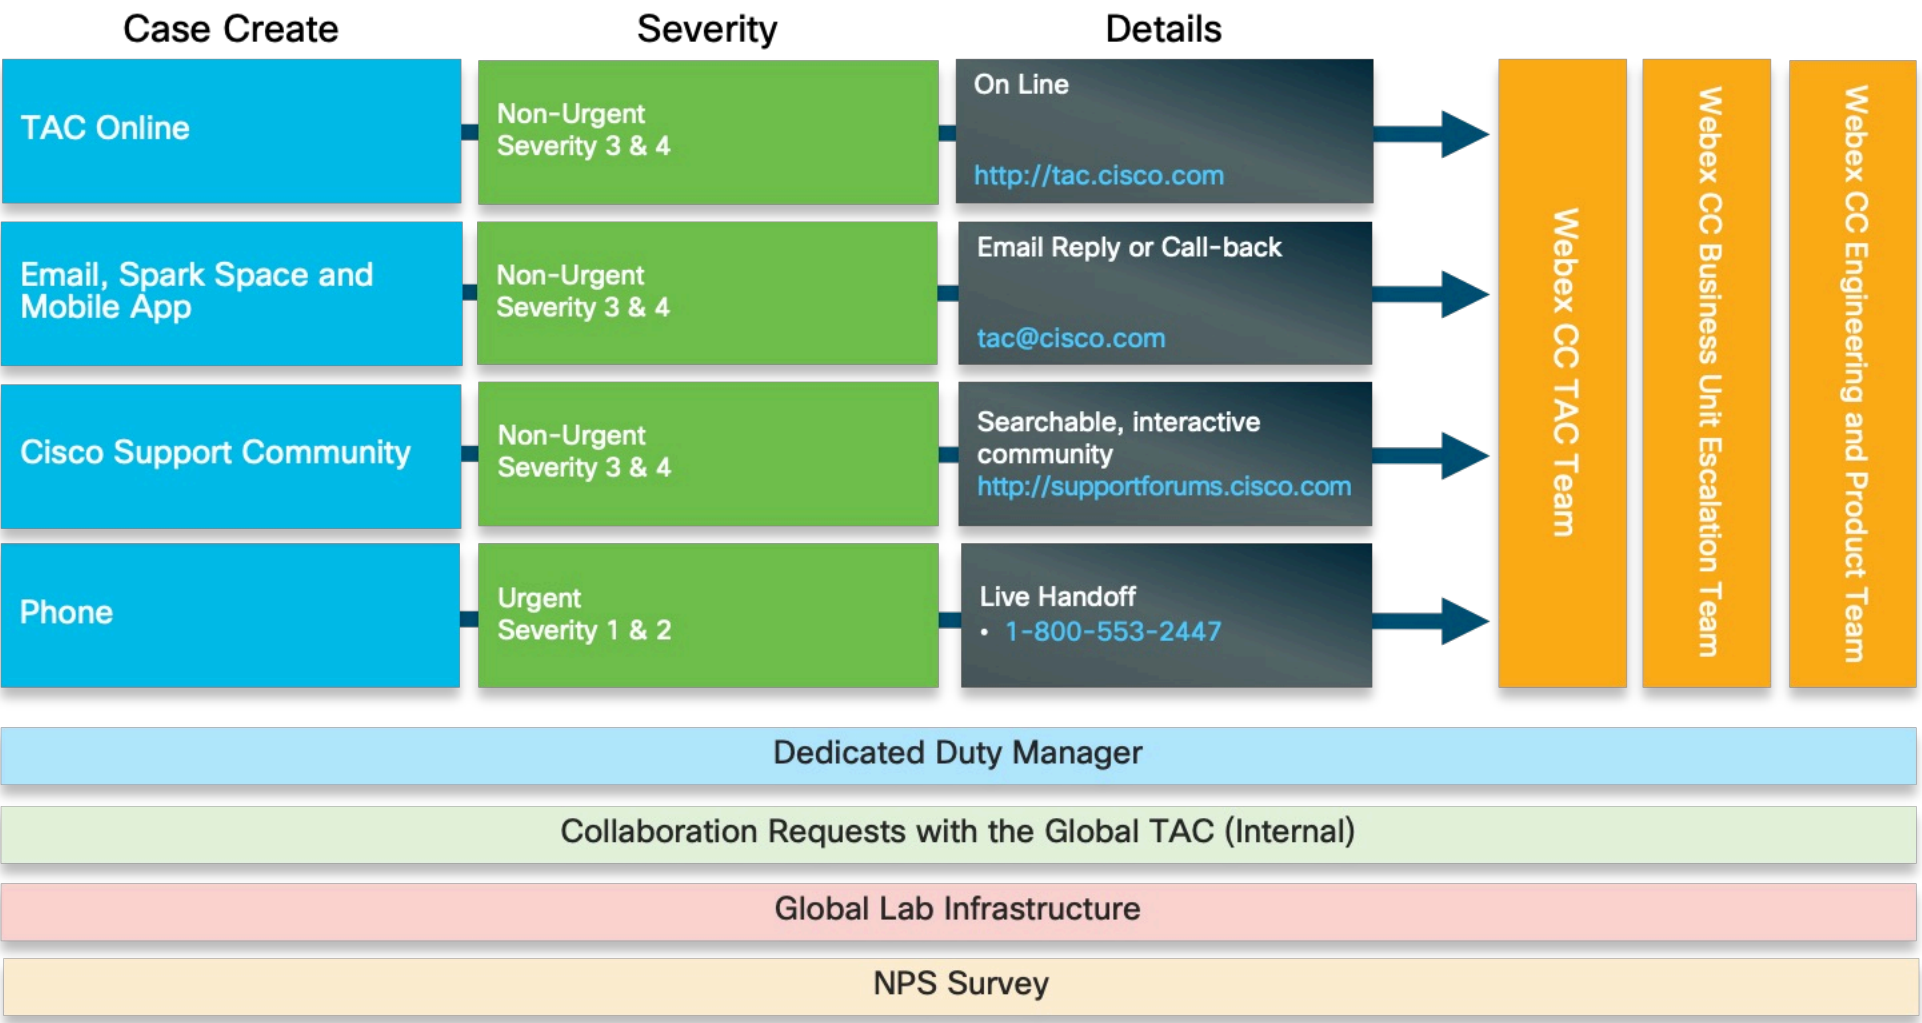 Case Create
Severity
Details
TAC Online
Non-Urgent
Severity 3 & 4
On Line
http://tac.cisco.com
Email, Spark Space and
Mobile App
Non-Urgent
Severity 3 & 4
Email Reply or Call-back
tac@cisco.com
Cisco Support Community
Non-Urgent
Severity 3 & 4
Searchable, interactive
community
http://supportforums.cisco.com
Phone
Urgent
Severity 1 & 2
Live Handoff
• 1-800-553-2447
Webex CC TAC Team
Webex CC Business Unit Escalation Team
Webex CC Engineering and Product Team
Dedicated Duty Manager
Collaboration Requests with the Global TAC (Internal)
Global Lab Infrastructure
NPS Survey